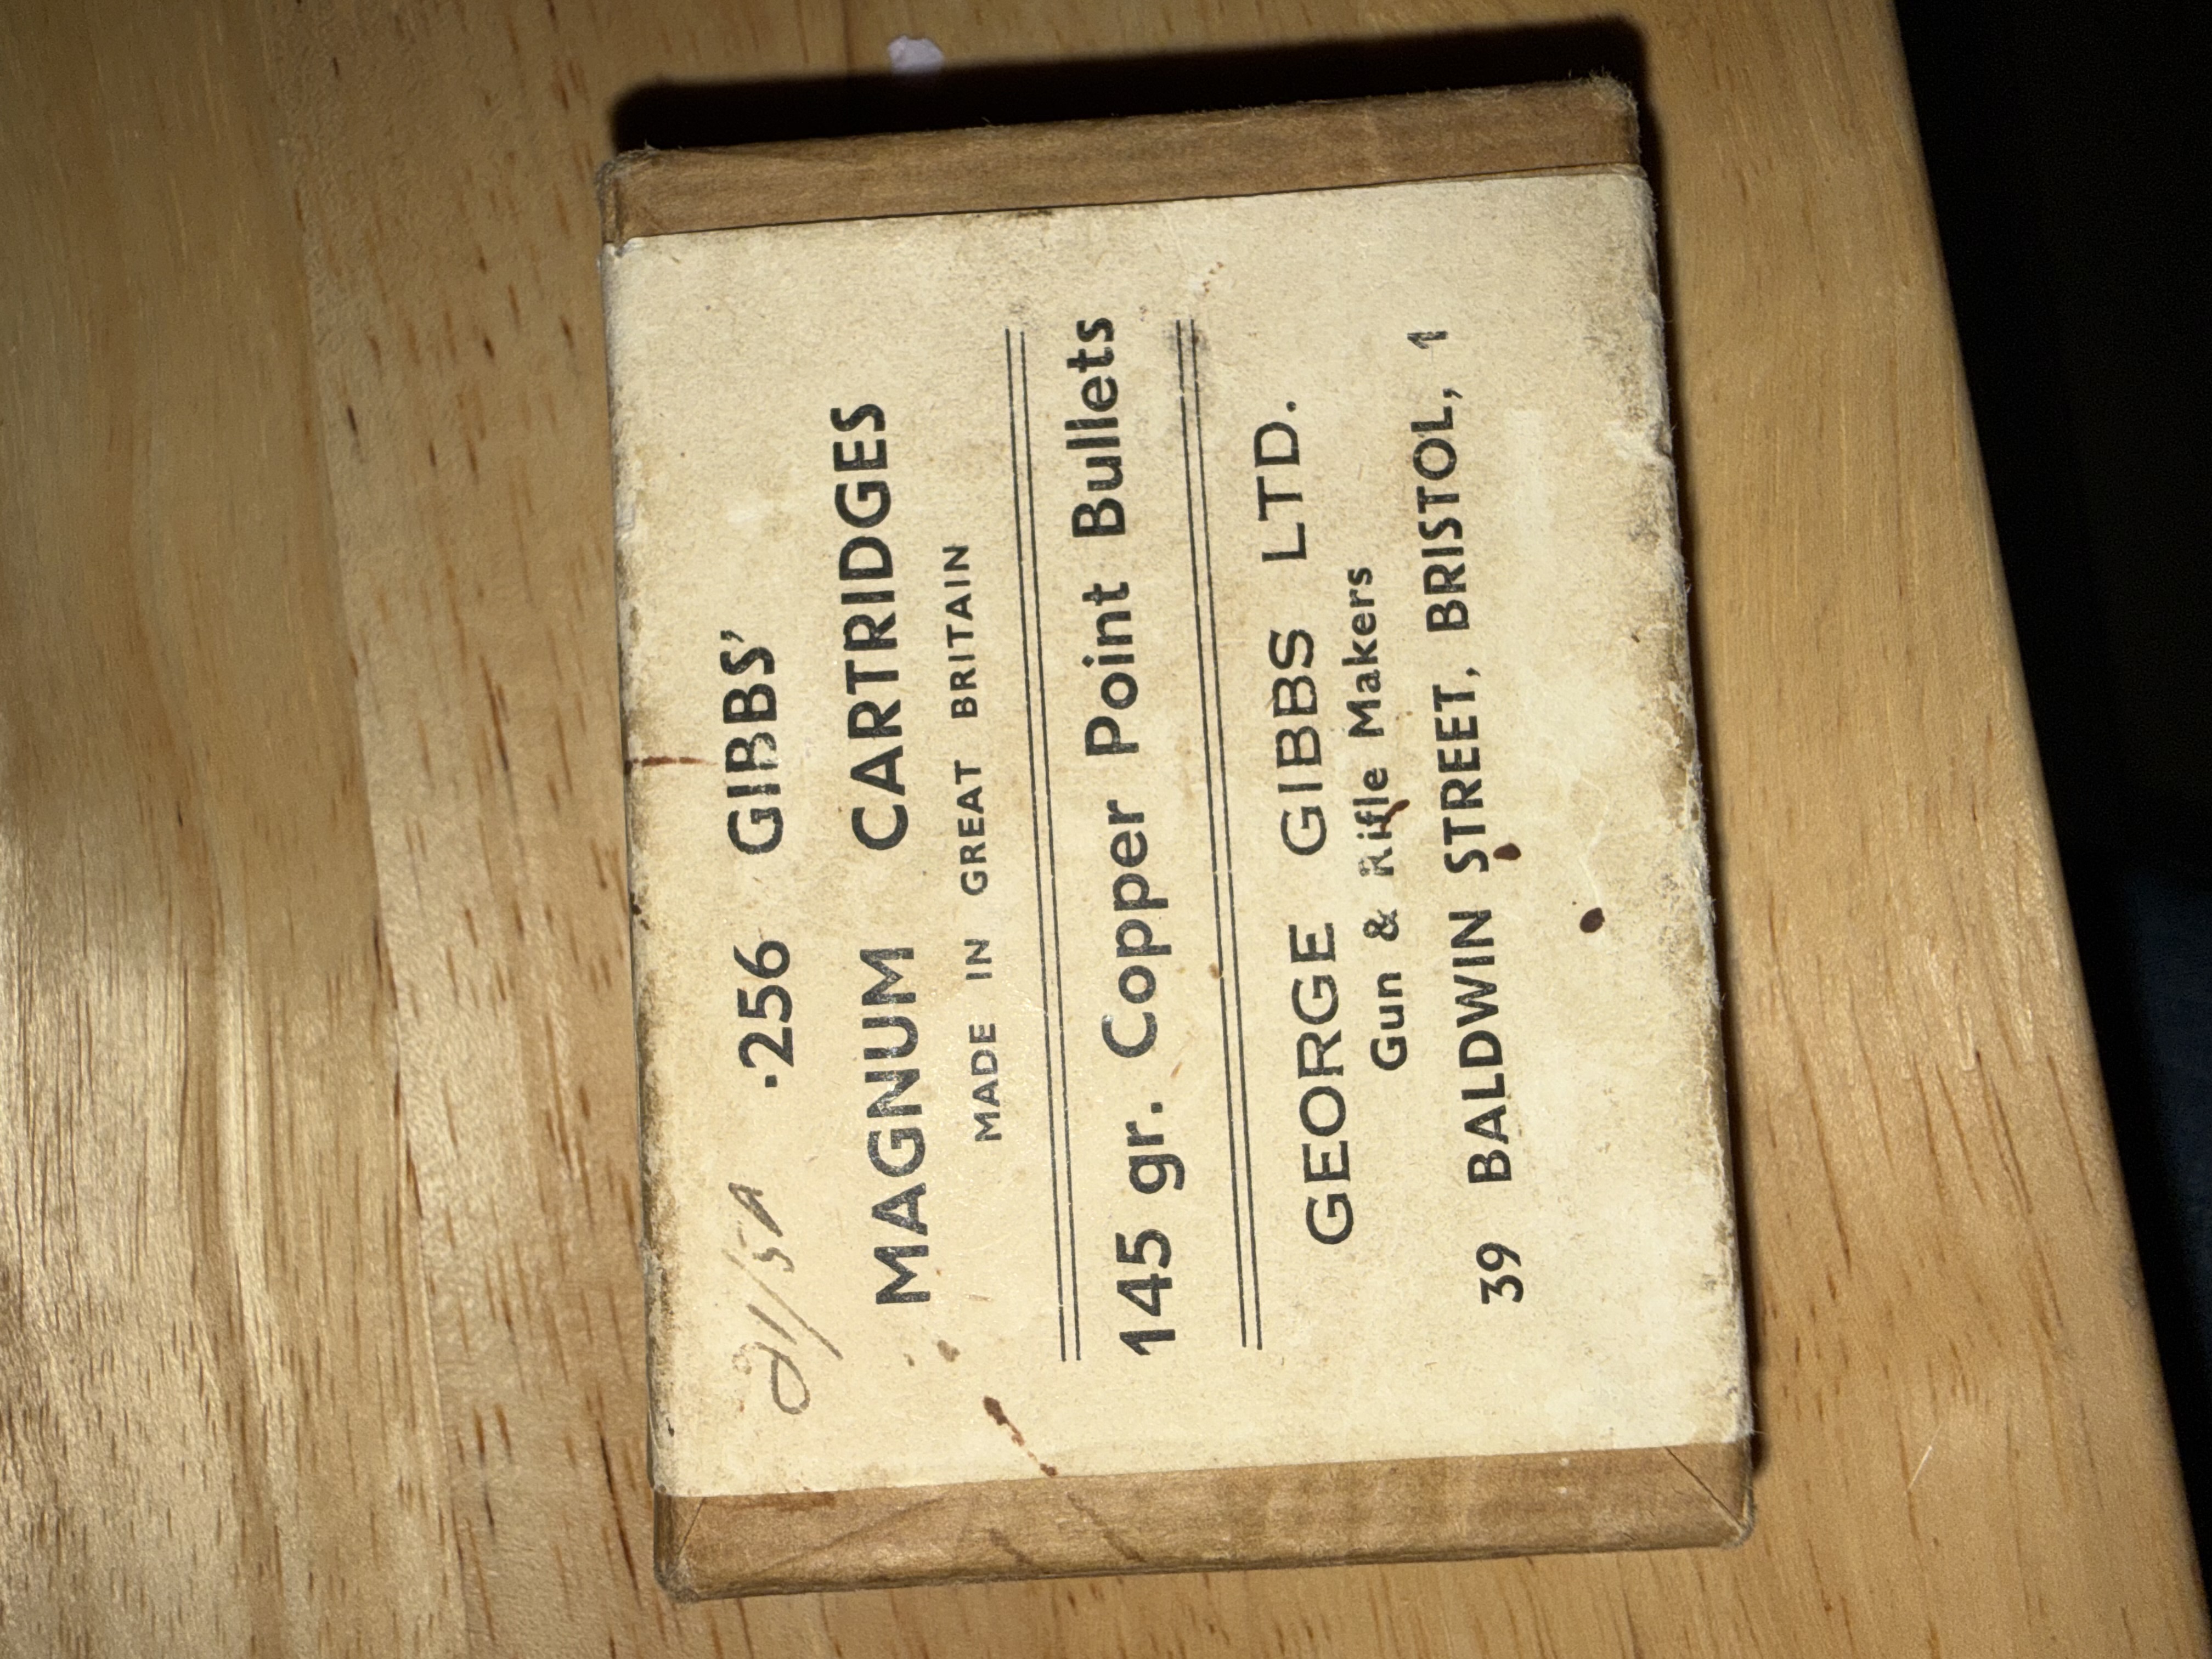 21/5A
·256 GIBBS’
MAGNUM CARTRIDGES
MADE IN GREAT BRITAIN
145 gr. Copper Point Bullets
GEORGE GIBBS LTD.
Gun & Rifle Makers
39 BALDWIN STREET, BRISTOL, 1